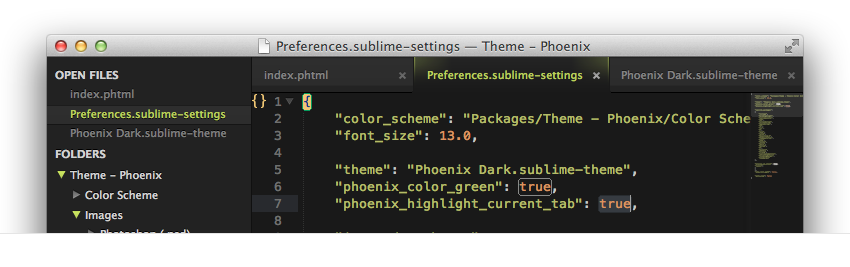 Preferences.sublime-settings — Theme – Phoenix
OPEN FILES
index.phtml
Preferences.sublime-settings
Phoenix Dark.sublime-theme
FOLDERS
Theme – Phoenix
Color Scheme
Images
index.phtml × Preferences.sublime-settings × Phoenix Dark.sublime-theme ×
{} 1 {
2 "color_scheme": "Packages/Theme - Phoenix/Color Sche
3 "font_size": 13.0,
4
5 "theme": "Phoenix Dark.sublime-theme",
6 "phoenix_color_green": true,
7 "phoenix_highlight_current_tab": true,
8